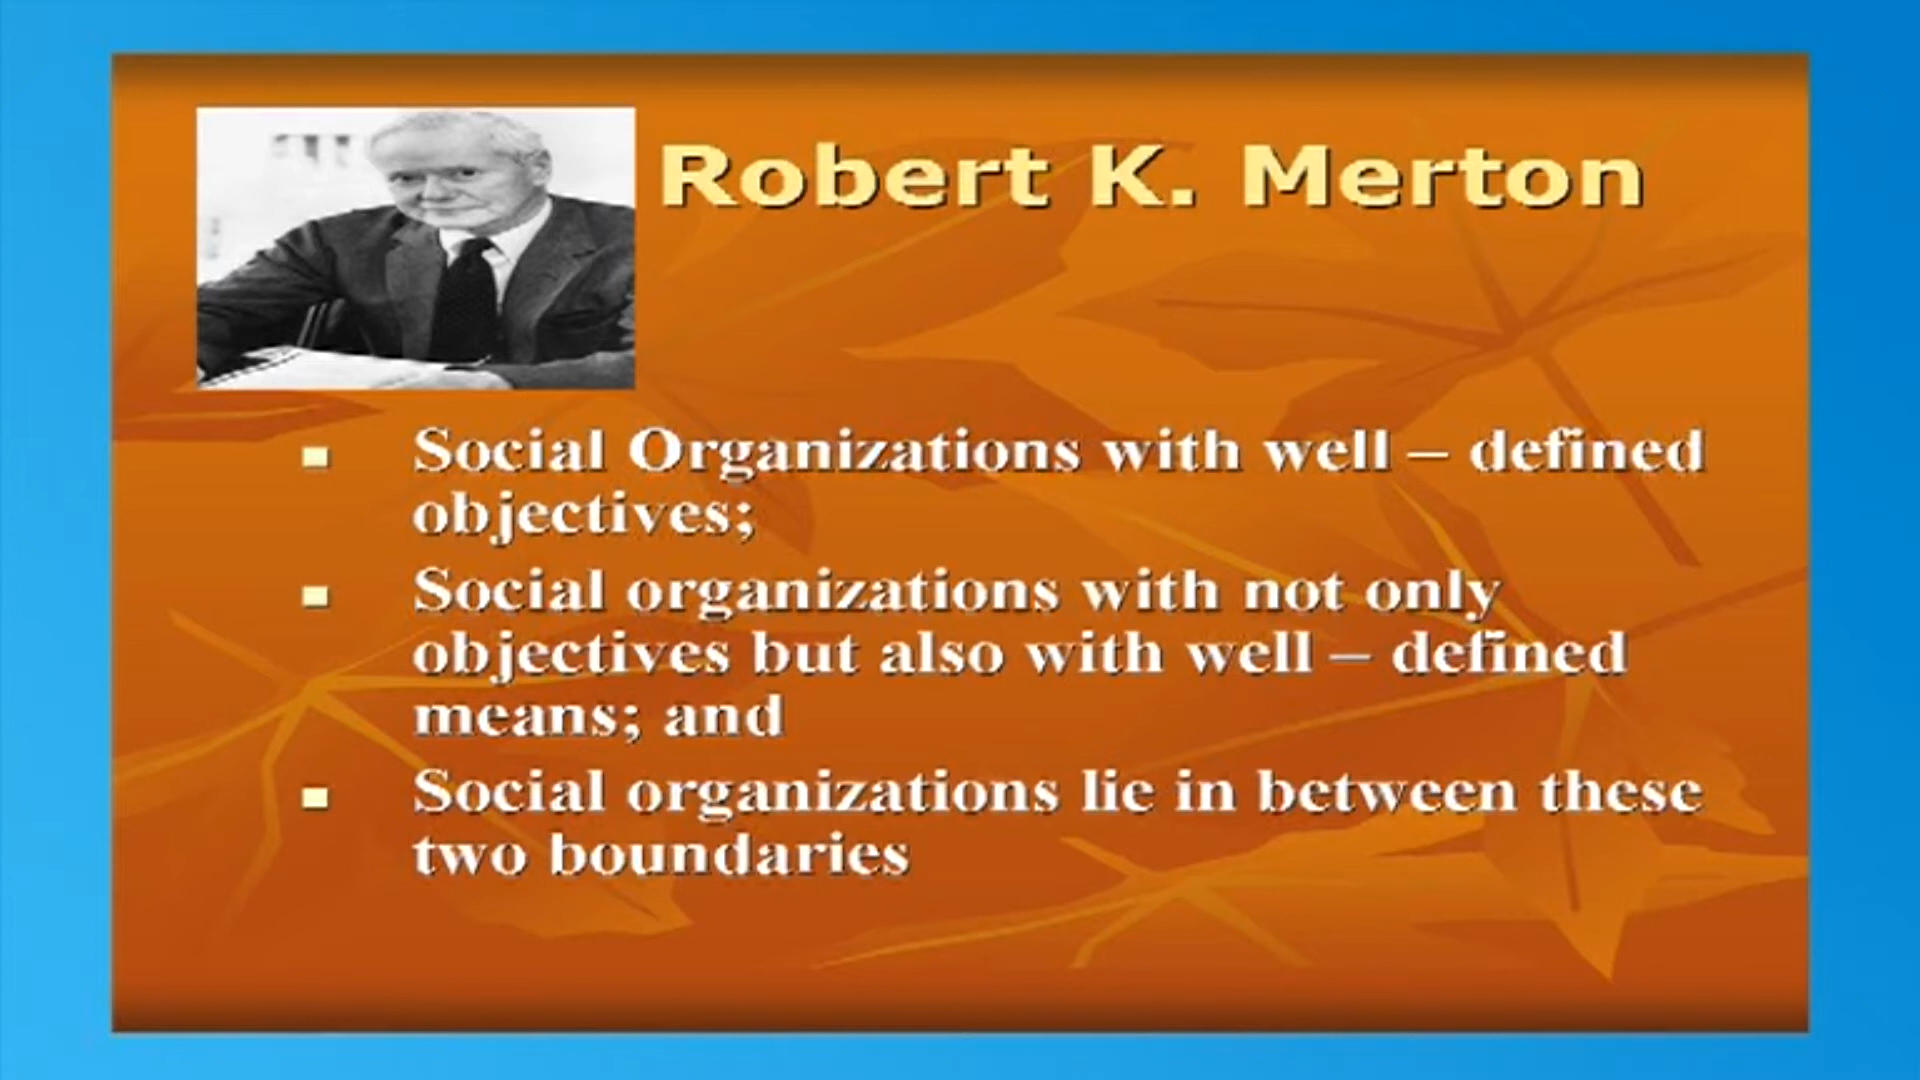 Robert K. Merton
Social Organizations with well – defined
objectives;
Social organizations with not only
objectives but also with well – defined
means; and
Social organizations lie in between these
two boundaries